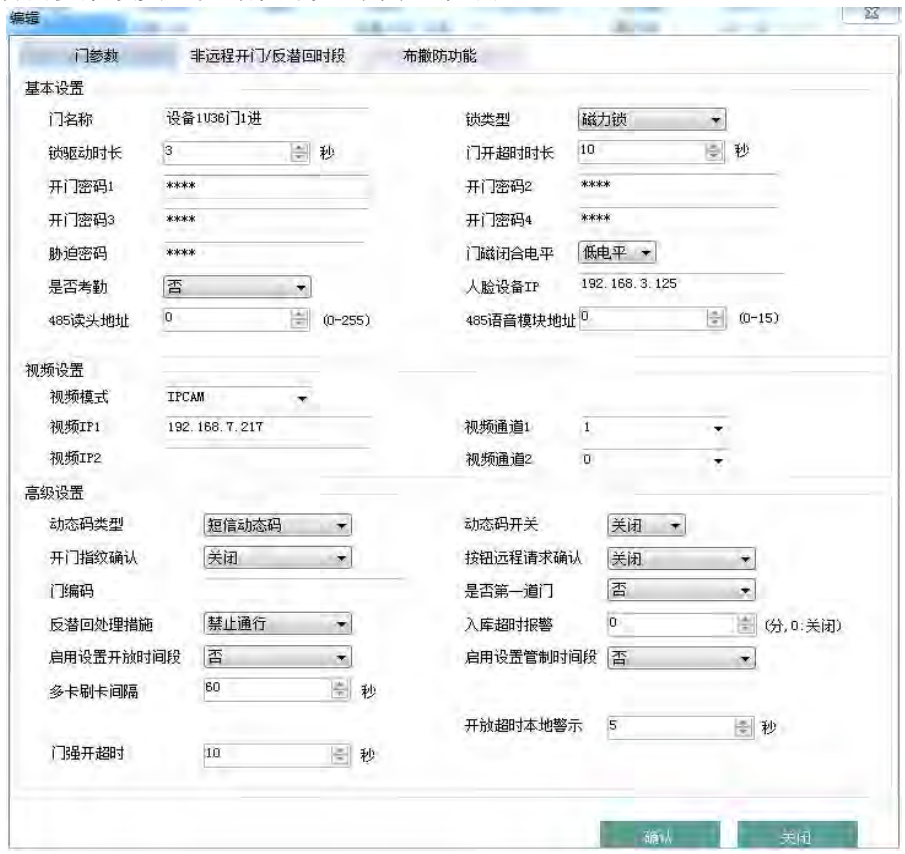 编辑
门参数 非远程开门/反潜回时段 布撤防功能
基本设置
门名称 设备1U36门1进 锁类型 磁力锁
锁驱动时长 3 秒 门开超时时长 10 秒
开门密码1 **** 开门密码2 ****
开门密码3 **** 开门密码4 ****
胁迫密码 **** 门磁闭合电平 低电平
是否考勤 否 人脸设备IP 192.168.3.125
485读头地址 0 (0-255) 485语音模块地址 0 (0-15)
视频设置
视频模式 IPCAM
视频IP1 192.168.7.217 视频通道1 1
视频IP2 视频通道2 0
高级设置
动态码类型 短信动态码 动态码开关 关闭
开门指纹确认 关闭 按钮远程请求确认 关闭
门编码 是否第一道门 否
反潜回处理措施 禁止通行 入库超时报警 0 (分,0:关闭)
启用设置开放时间段 否 启用设置管制时间段 否
多卡刷卡间隔 60 秒
开放超时本地警示 5 秒
门强开超时 10 秒
确认 关闭